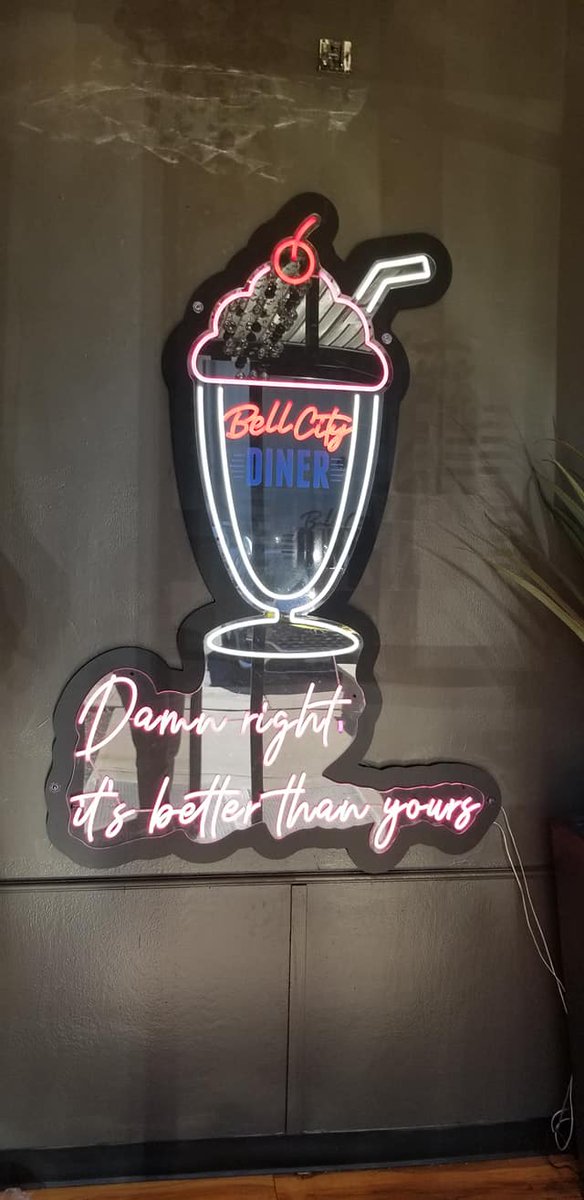 Bell City
DINER
Damn right,
it's better than yours